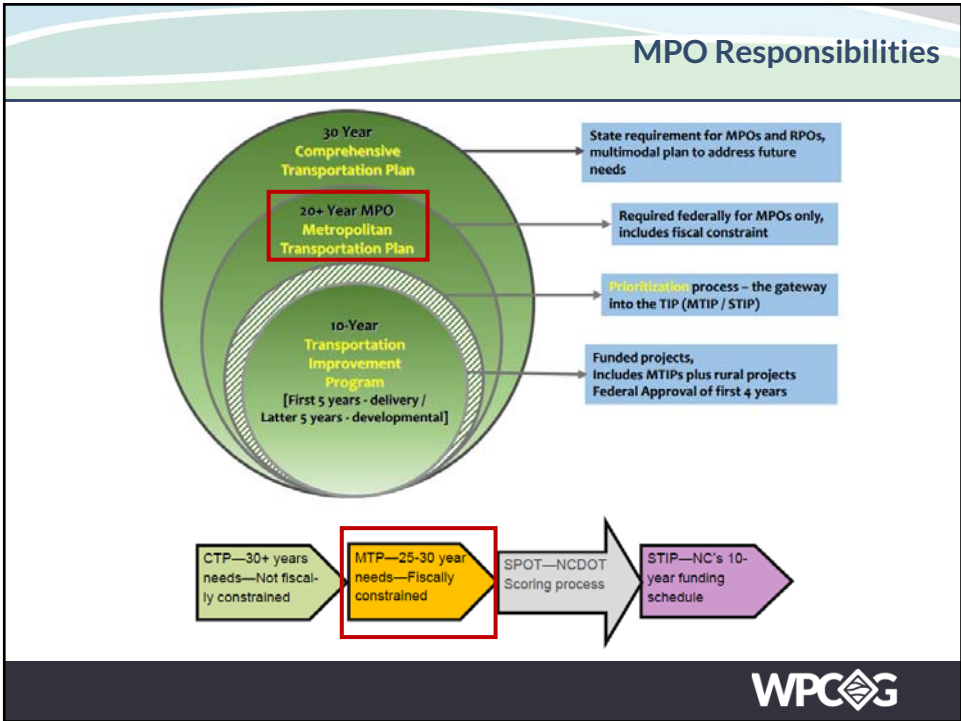 MPO Responsibilities
30 Year
Comprehensive
Transportation Plan
State requirement for MPOs and RPOs,
multimodal plan to address future
needs
20+ Year MPO
Metropolitan
Transportation Plan
Required federally for MPOs only,
includes fiscal constraint
Prioritization process – the gateway
into the TIP (MTIP / STIP)
10-Year
Transportation
Improvement
Program
[First 5 years - delivery /
Latter 5 years - developmental]
Funded projects,
Includes MTIPs plus rural projects
Federal Approval of first 4 years
CTP—30+ years
needs—Not fiscal-
ly constrained
MTP—25-30 year
needs—Fiscally
constrained
SPOT—NCDOT
Scoring process
STIP—NC's 10-
year funding
schedule
WPCOG